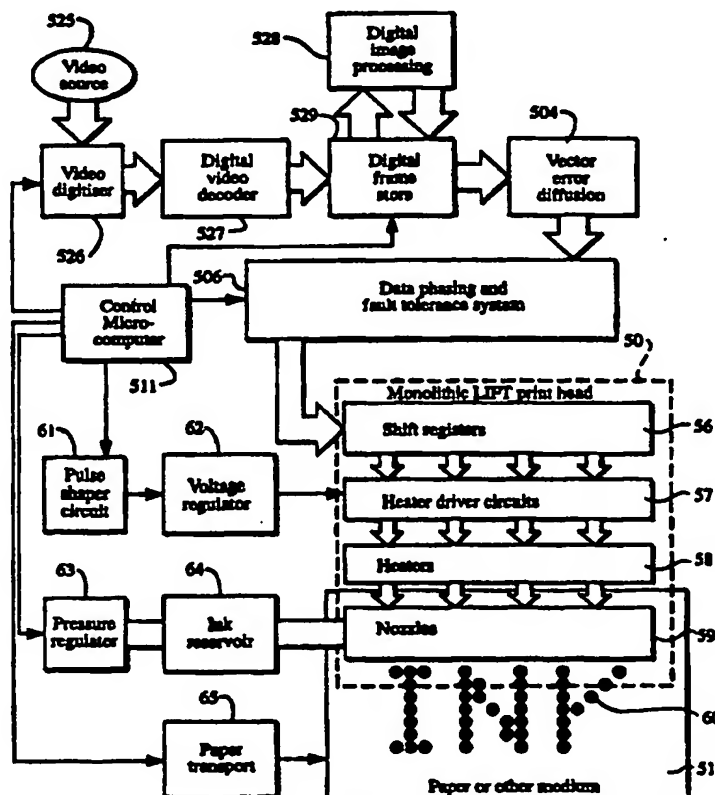 525
Video
source
528
Digital
image
processing
529
504
Video
digitiser
Digital
video
decoder
Digital
frame
store
Vector
error
diffusion
526
527
506
Control
Micro-
computer
511
Data phasing and
fault tolerance system
50
Monolithic LIFT print head
Shift registers
56
61
62
Pulse
shaper
circuit
Voltage
regulator
Heater driver circuits
57
Heaters
58
63
64
Pressure
regulator
Ink
reservoir
Nozzles
59
65
Paper
transport
60
51
Paper or other medium